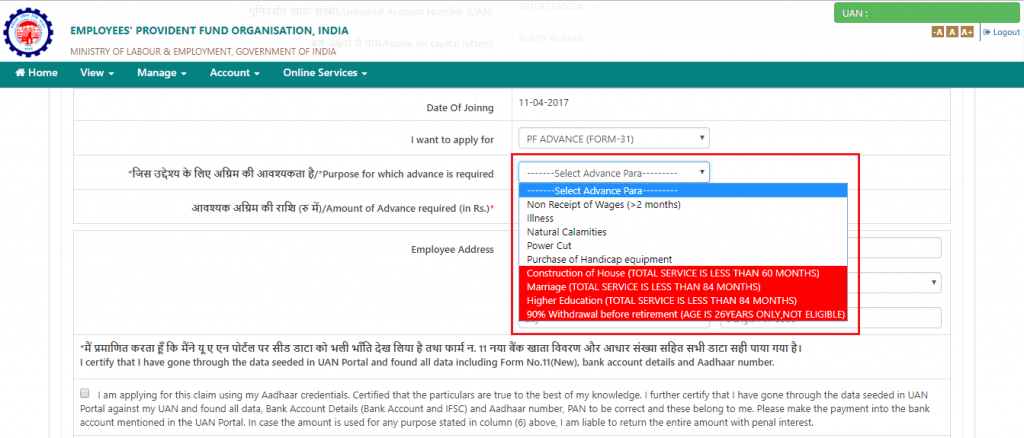 यूनिवर्सल खाता संख्या/Universal Account Number (UAN)
UAN :
EMPLOYEES' PROVIDENT FUND ORGANISATION, INDIA
/Name (In capital letters)
SUMIT KUMAR
-A A A+ Logout
MINISTRY OF LABOUR & EMPLOYMENT, GOVERNMENT OF INDIA
Home View Manage Account Online Services
Date Of Joinng 11-04-2017
I want to apply for PF ADVANCE (FORM-31)
*जिस उद्देश्य के लिए अग्रिम की आवश्यकता है/*Purpose for which advance is required -------Select Advance Para---------
-------Select Advance Para---------
Non Receipt of Wages (>2 months)
आवश्यक अग्रिम की राशि (रु में)/Amount of Advance required (in Rs.)*
Illness
Natural Calamities
Power Cut
Employee Address
Purchase of Handicap equipment
Construction of House (TOTAL SERVICE IS LESS THAN 60 MONTHS)
Marriage (TOTAL SERVICE IS LESS THAN 84 MONTHS)
Higher Education (TOTAL SERVICE IS LESS THAN 84 MONTHS)
90% Withdrawal before retirement (AGE IS 26YEARS ONLY,NOT ELIGIBLE)
*मैं प्रमाणित करता हूँ कि मैंने यू ए एन पोर्टल पर सीड डाटा को भली भाँति देख लिया है तथा फार्म न. 11 नया बैंक खाता विवरण और आधार संख्या सहित सभी डाटा सही पाया गया है।
I certify that I have gone through the data seeded in UAN Portal and found all data including Form No.11(New), bank account details and Aadhaar number.
I am applying for this claim using my Aadhaar credentials. Certified that the particulars are true to the best of my knowledge. I further certify that I have gone through the data seeded in UAN
Portal against my UAN and found all data, Bank Account Details (Bank Account and IFSC) and Aadhaar number, PAN to be correct and these belong to me. Please make the payment into the bank
account mentioned in the UAN Portal. In case the amount is used for any purpose stated in column (6) above, I am liable to return the entire amount with penal interest.